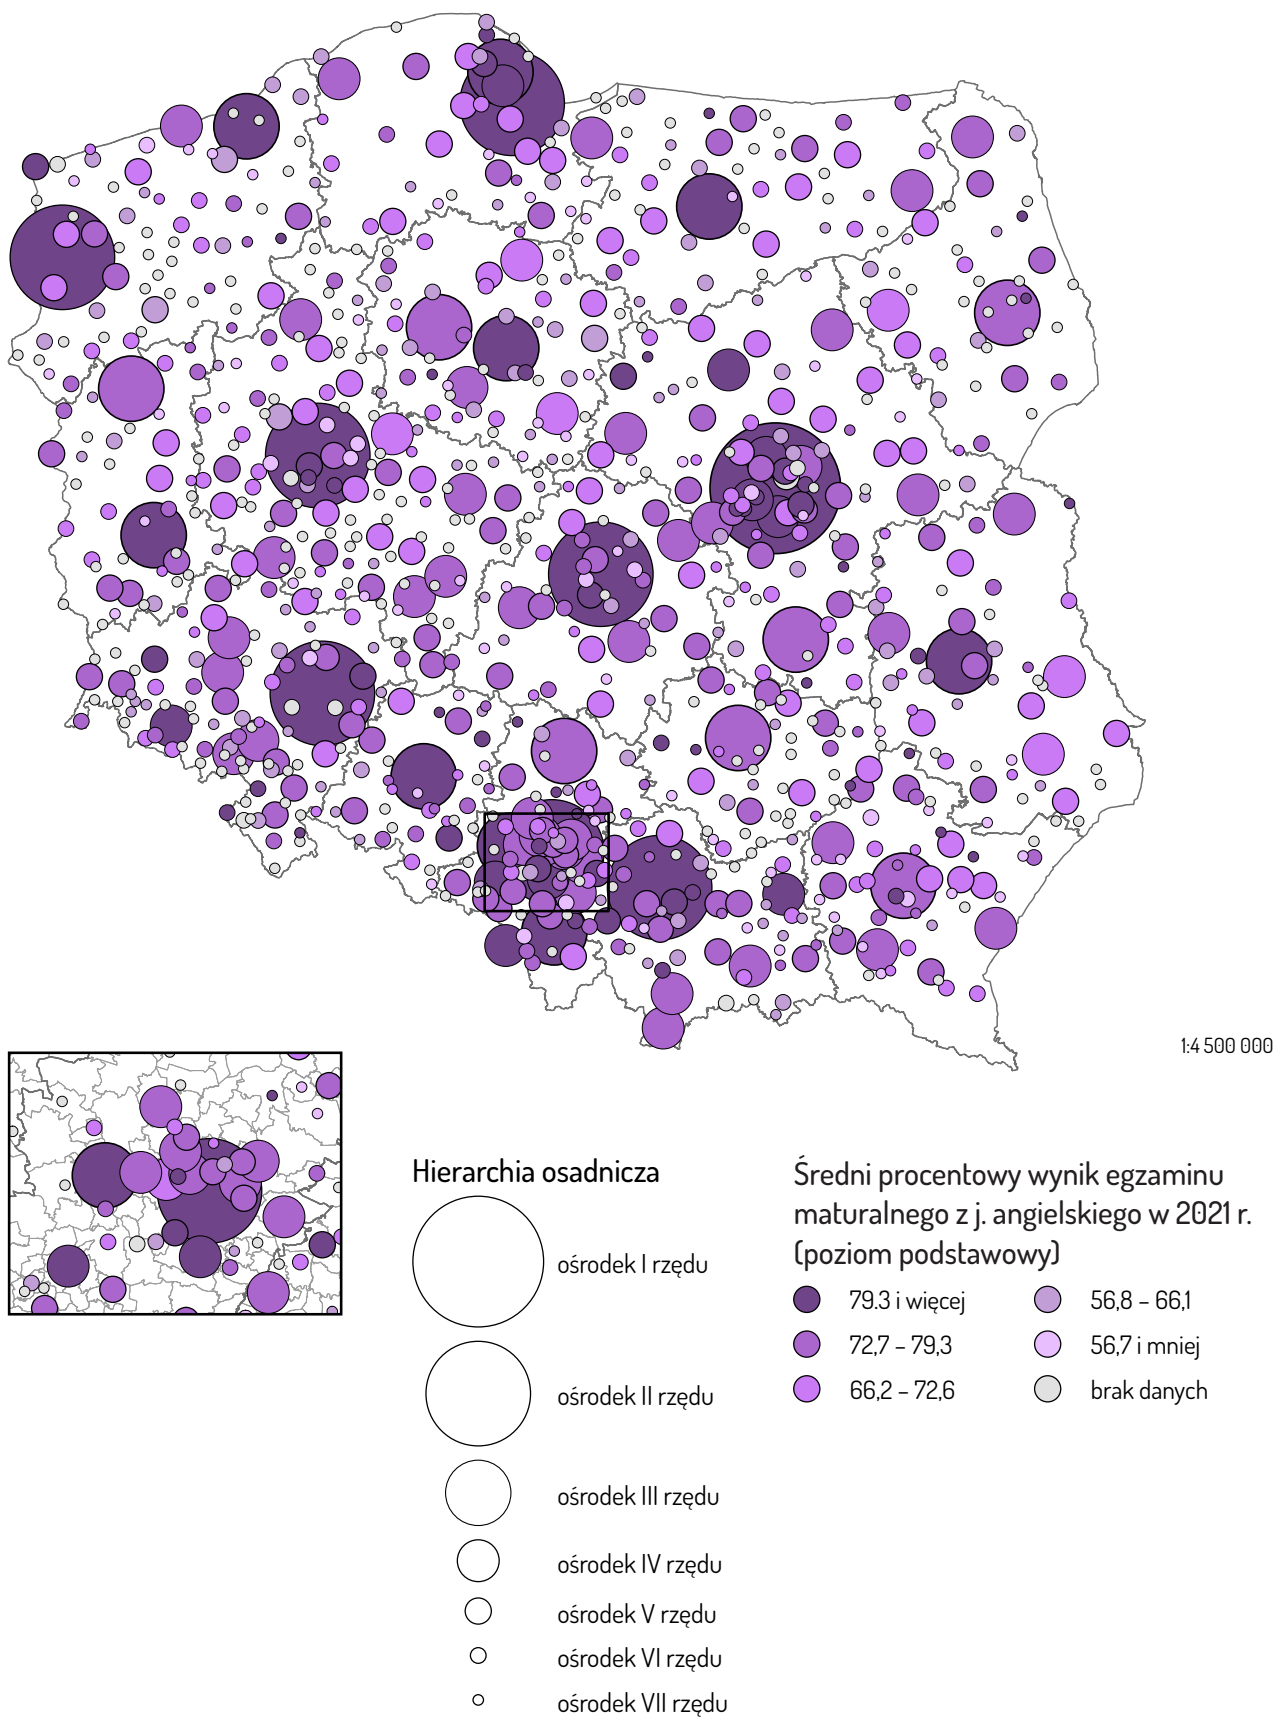 1:4 500 000
Hierarchia osadnicza
ośrodek I rzędu
ośrodek II rzędu
ośrodek III rzędu
ośrodek IV rzędu
ośrodek V rzędu
ośrodek VI rzędu
ośrodek VII rzędu
Średni procentowy wynik egzaminu
maturalnego z j. angielskiego w 2021 r.
(poziom podstawowy)
79.3 i więcej
72,7 – 79,3
66,2 – 72,6
56,8 – 66,1
56,7 i mniej
brak danych